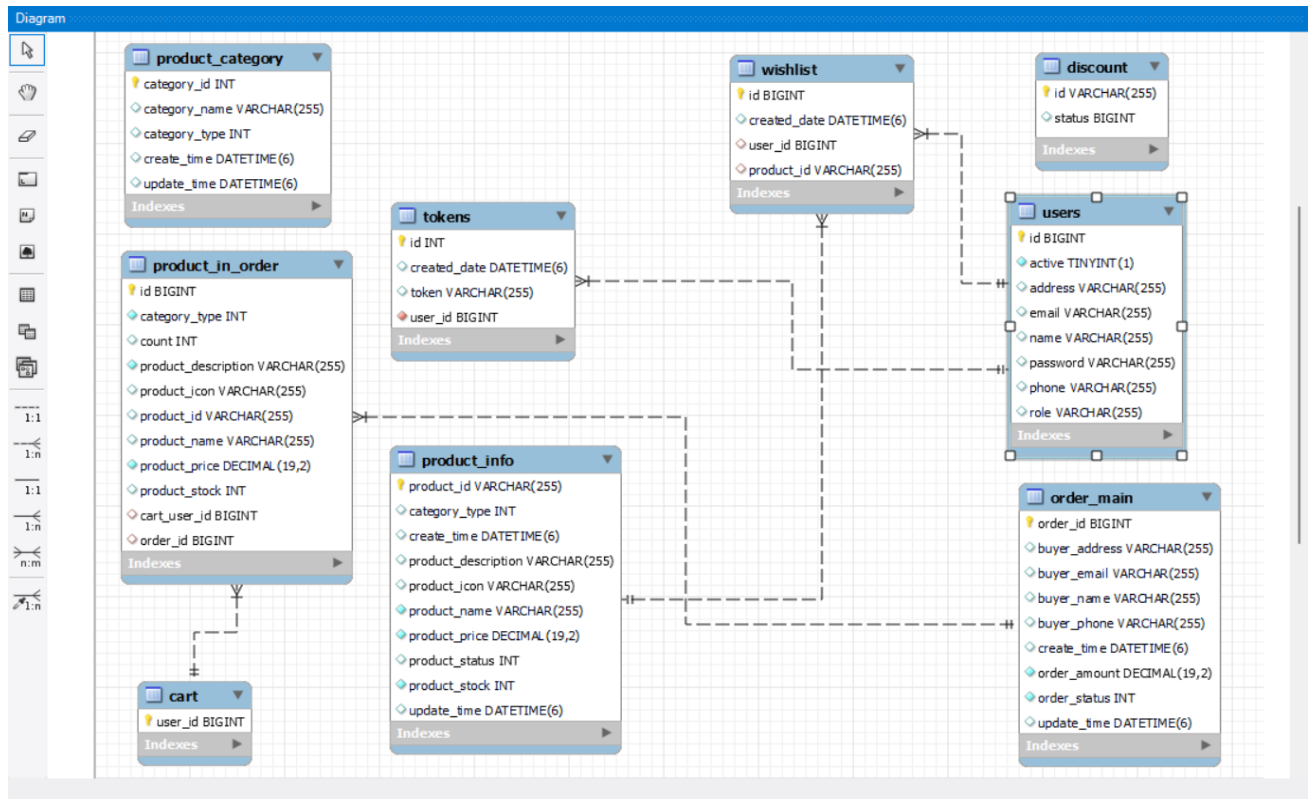 Diagram
product_category
category_id INT
category_name VARCHAR(255)
category_type INT
create_time DATETIME(6)
update_time DATETIME(6)
Indexes
product_in_order
id BIGINT
category_type INT
count INT
product_description VARCHAR(255)
product_icon VARCHAR(255)
product_id VARCHAR(255)
product_name VARCHAR(255)
product_price DECIMAL(19,2)
product_stock INT
cart_user_id BIGINT
order_id BIGINT
Indexes
cart
user_id BIGINT
Indexes
tokens
id INT
created_date DATETIME(6)
token VARCHAR(255)
user_id BIGINT
Indexes
product_info
product_id VARCHAR(255)
category_type INT
create_time DATETIME(6)
product_description VARCHAR(255)
product_icon VARCHAR(255)
product_name VARCHAR(255)
product_price DECIMAL(19,2)
product_status INT
product_stock INT
update_time DATETIME(6)
Indexes
wishlist
id BIGINT
created_date DATETIME(6)
user_id BIGINT
product_id VARCHAR(255)
Indexes
discount
id VARCHAR(255)
status BIGINT
Indexes
users
id BIGINT
active TINYINT(1)
address VARCHAR(255)
email VARCHAR(255)
name VARCHAR(255)
password VARCHAR(255)
phone VARCHAR(255)
role VARCHAR(255)
Indexes
order_main
order_id BIGINT
buyer_address VARCHAR(255)
buyer_email VARCHAR(255)
buyer_name VARCHAR(255)
buyer_phone VARCHAR(255)
create_time DATETIME(6)
order_amount DECIMAL(19,2)
order_status INT
update_time DATETIME(6)
Indexes
1:1
1:n
1:1
1:n
n:m
1:n